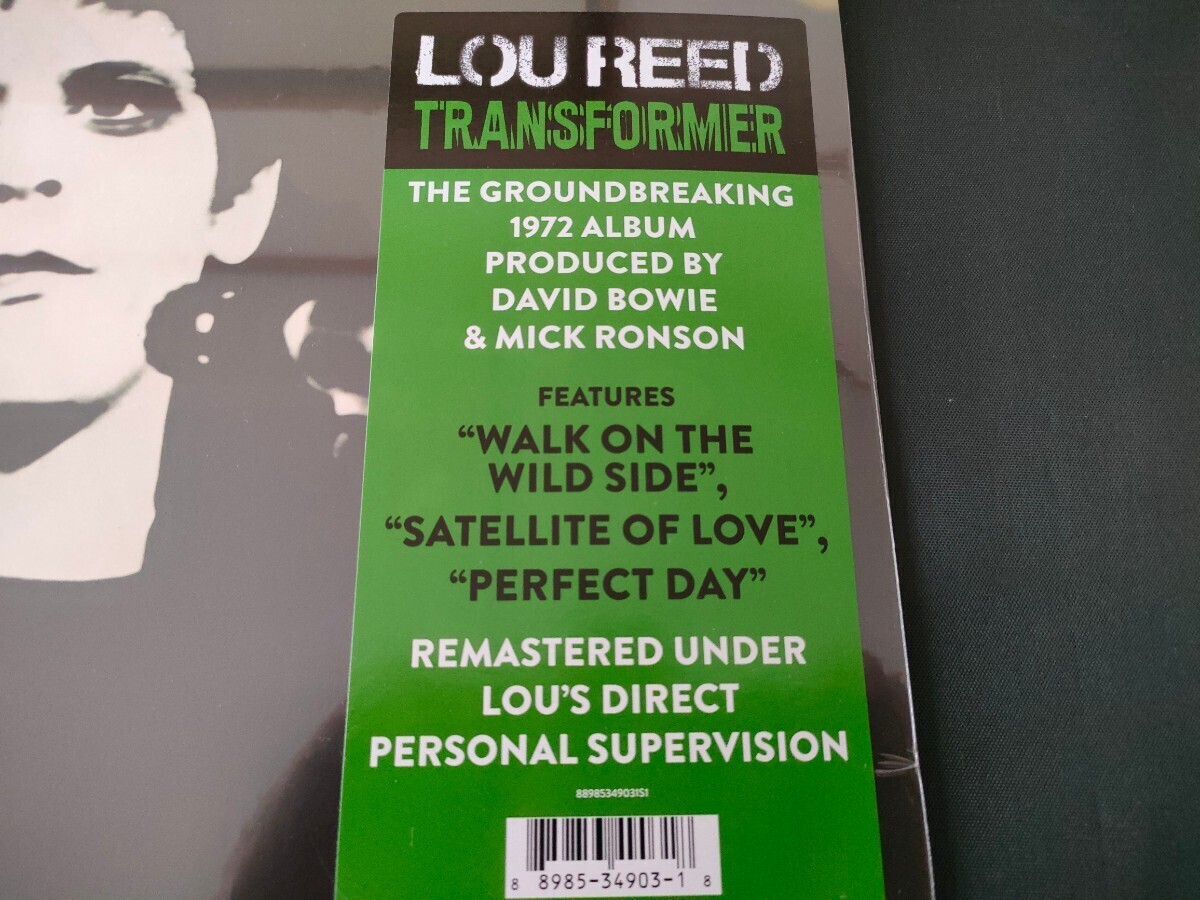 LOU REED
TRANSFORMER
THE GROUNDBREAKING
1972 ALBUM
PRODUCED BY
DAVID BOWIE
& MICK RONSON
FEATURES
“WALK ON THE
WILD SIDE”,
“SATELLITE OF LOVE”,
“PERFECT DAY”
REMASTERED UNDER
LOU’S DIRECT
PERSONAL SUPERVISION
88985349031S1
8 8985-34903-1 8